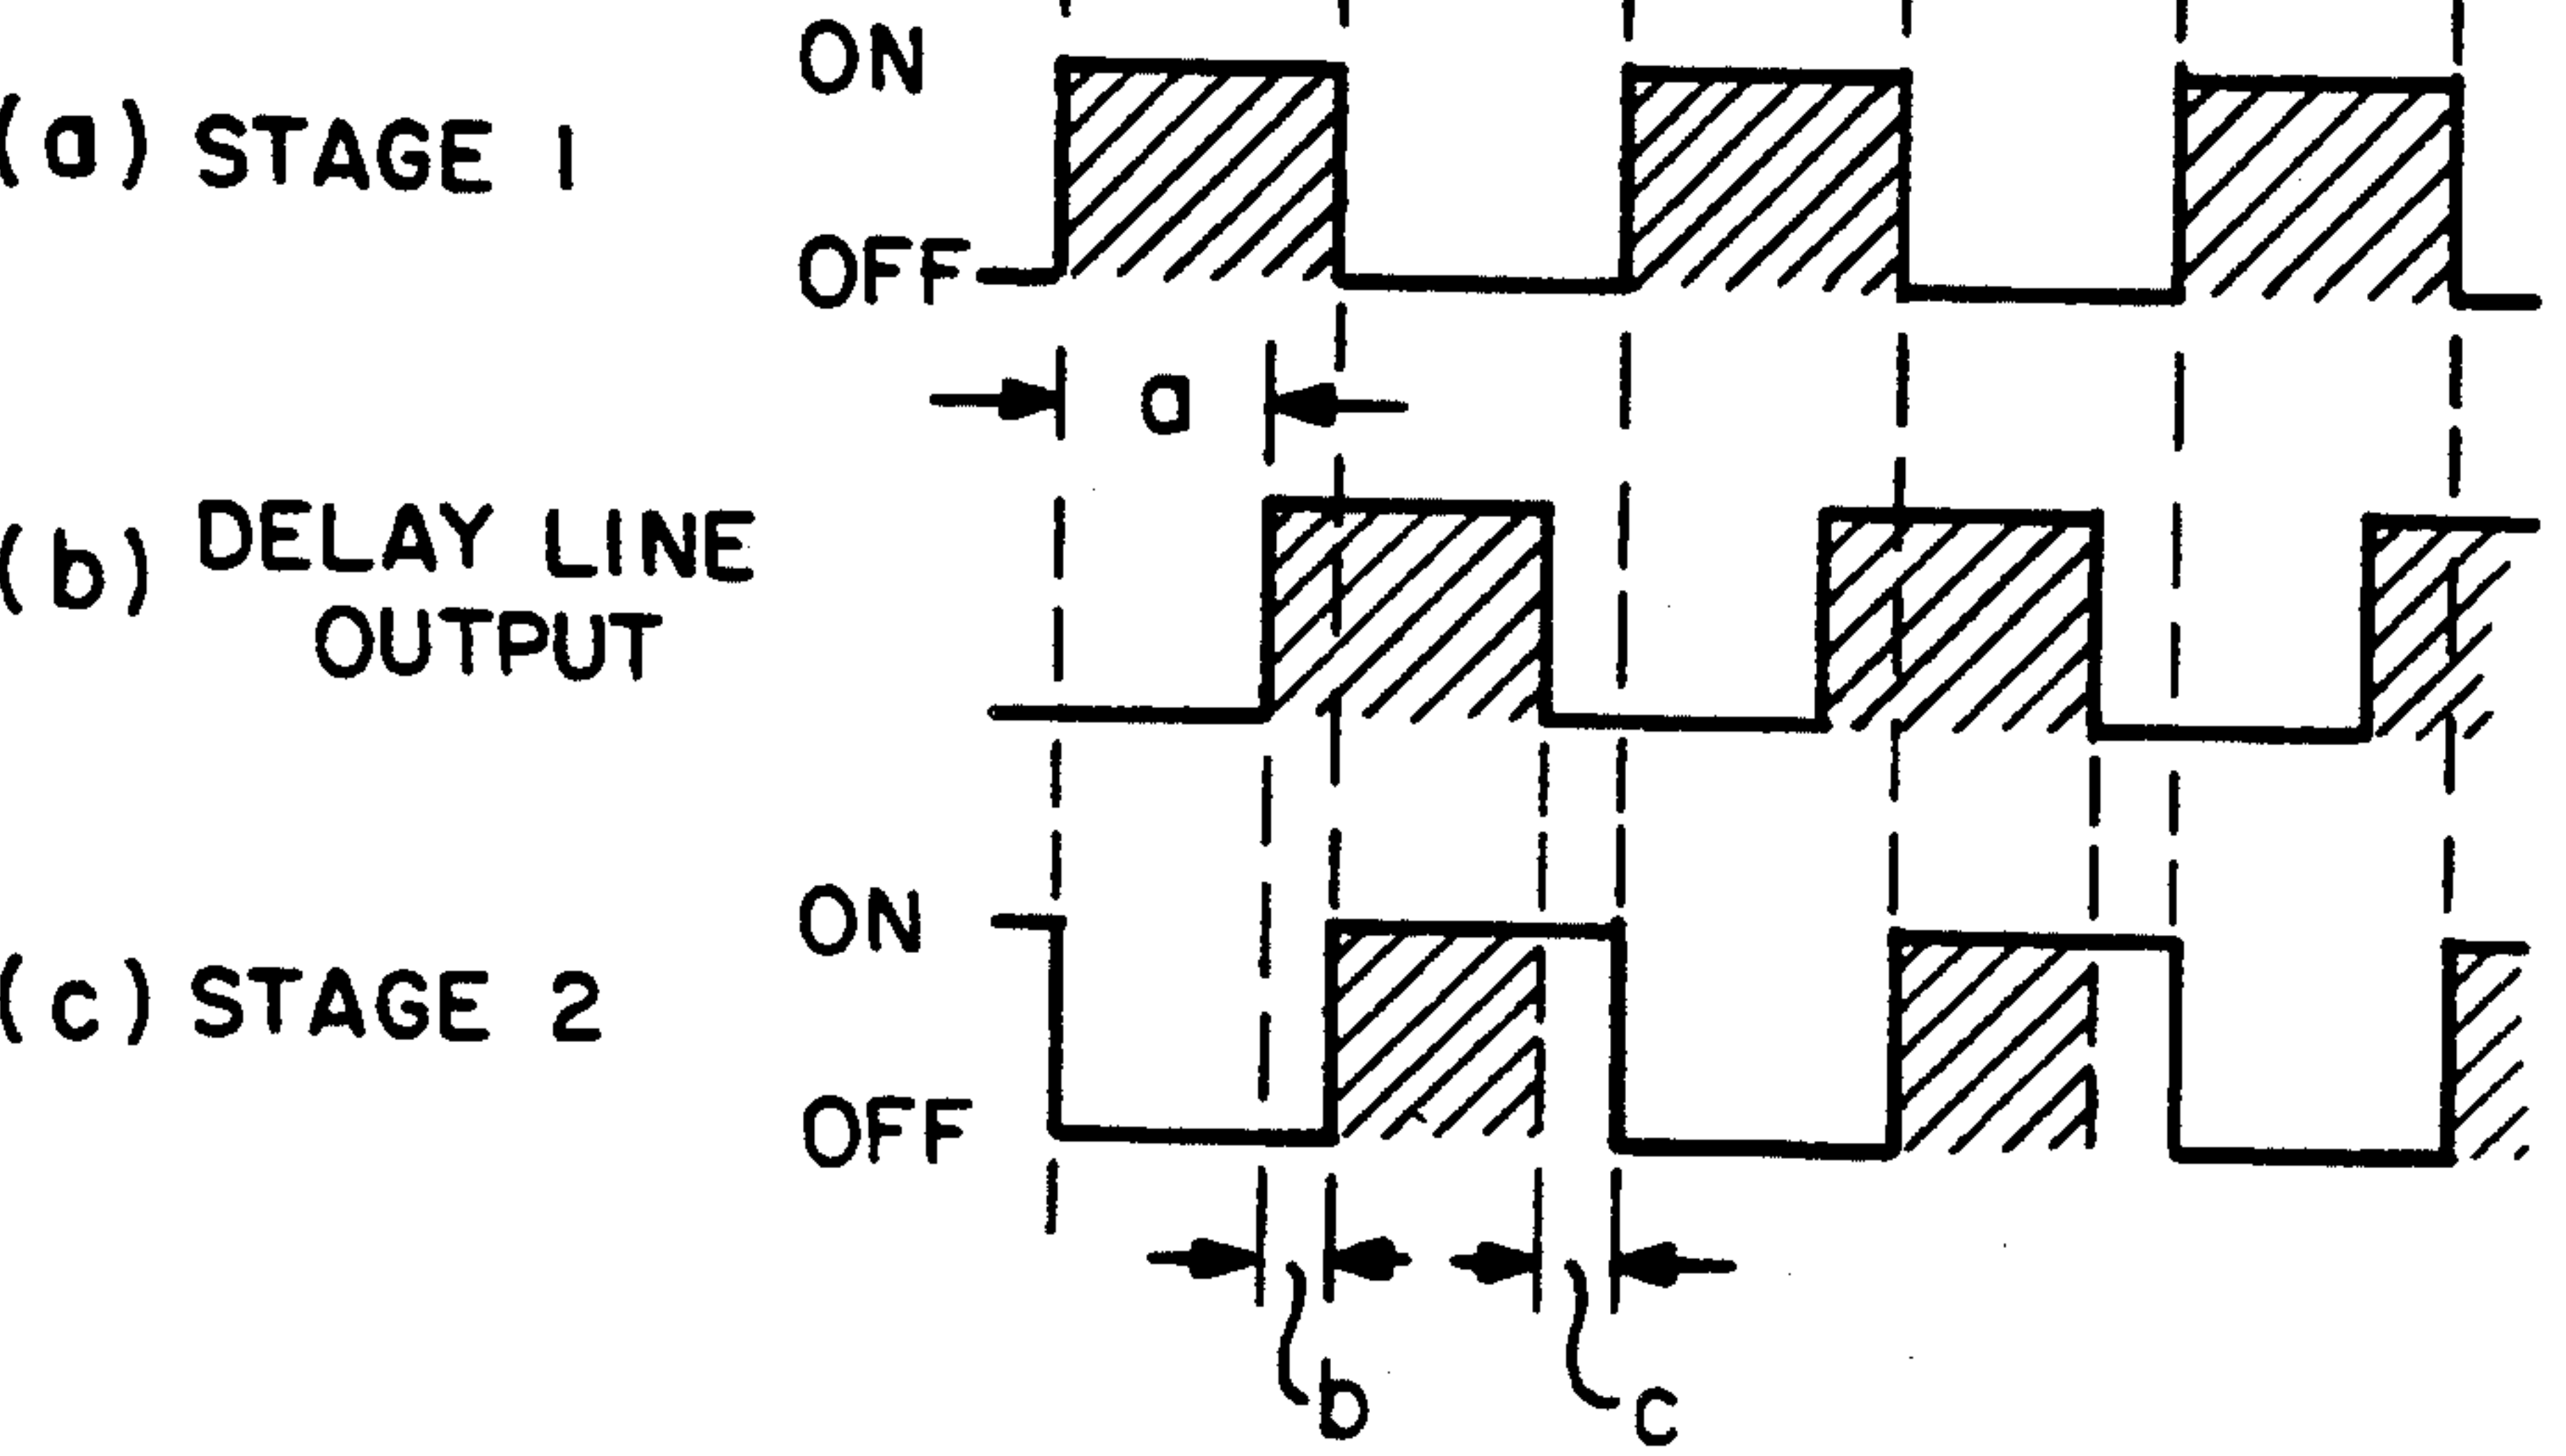 ON
(a) STAGE 1
OFF
a
(b) DELAY LINE
OUTPUT
ON
(c) STAGE 2
OFF
b
c